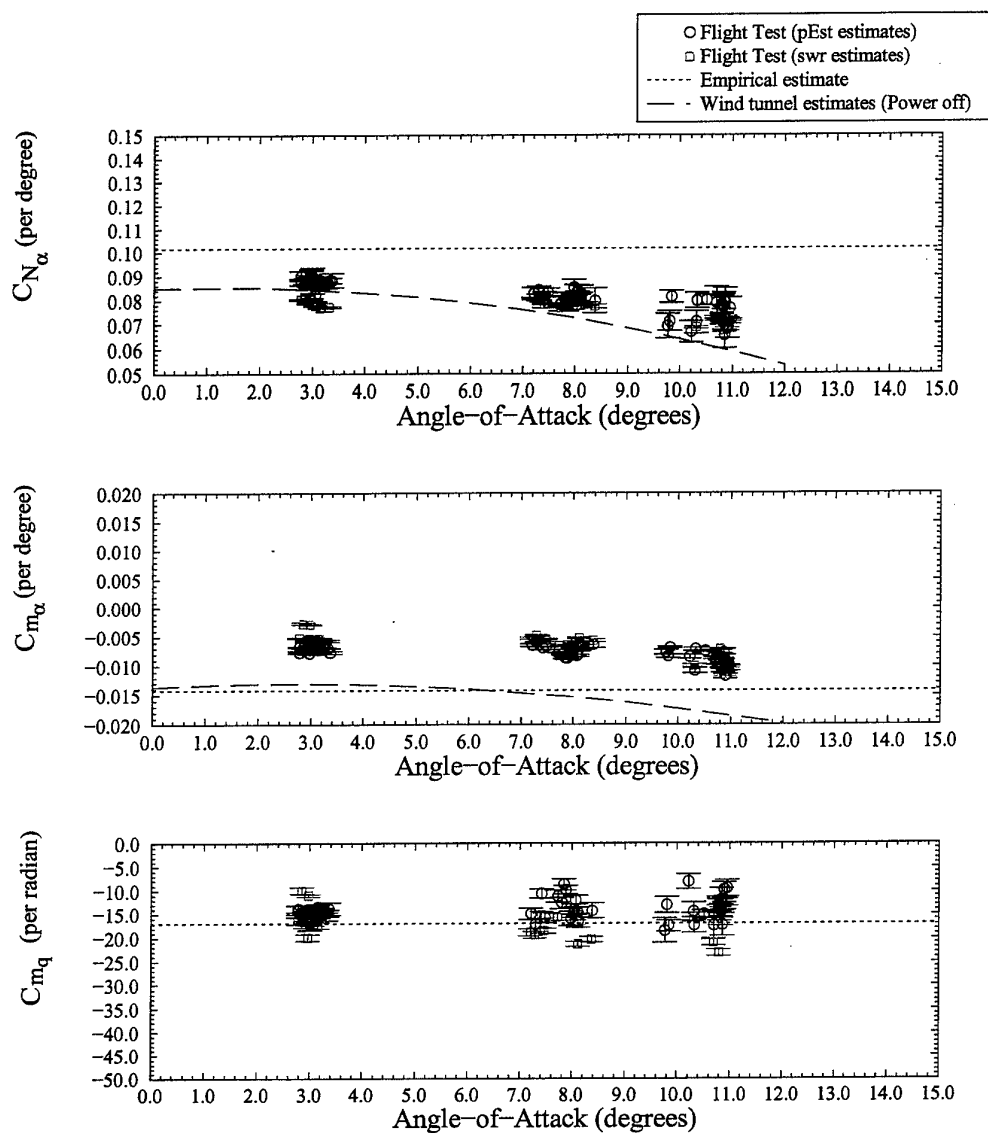 Flight Test (pEst estimates)
Flight Test (swr estimates)
Empirical estimate
Wind tunnel estimates (Power off)
C_Nα (per degree)
0.15
0.14
0.13
0.12
0.11
0.10
0.09
0.08
0.07
0.06
0.05
0.0 1.0 2.0 3.0 4.0 5.0 6.0 7.0 8.0 9.0 10.0 11.0 12.0 13.0 14.0 15.0
Angle-of-Attack (degrees)
C_mα (per degree)
0.020
0.015
0.010
0.005
0.000
-0.005
-0.010
-0.015
-0.020
0.0 1.0 2.0 3.0 4.0 5.0 6.0 7.0 8.0 9.0 10.0 11.0 12.0 13.0 14.0 15.0
Angle-of-Attack (degrees)
C_mq (per radian)
0.0
-5.0
-10.0
-15.0
-20.0
-25.0
-30.0
-35.0
-40.0
-45.0
-50.0
0.0 1.0 2.0 3.0 4.0 5.0 6.0 7.0 8.0 9.0 10.0 11.0 12.0 13.0 14.0 15.0
Angle-of-Attack (degrees)